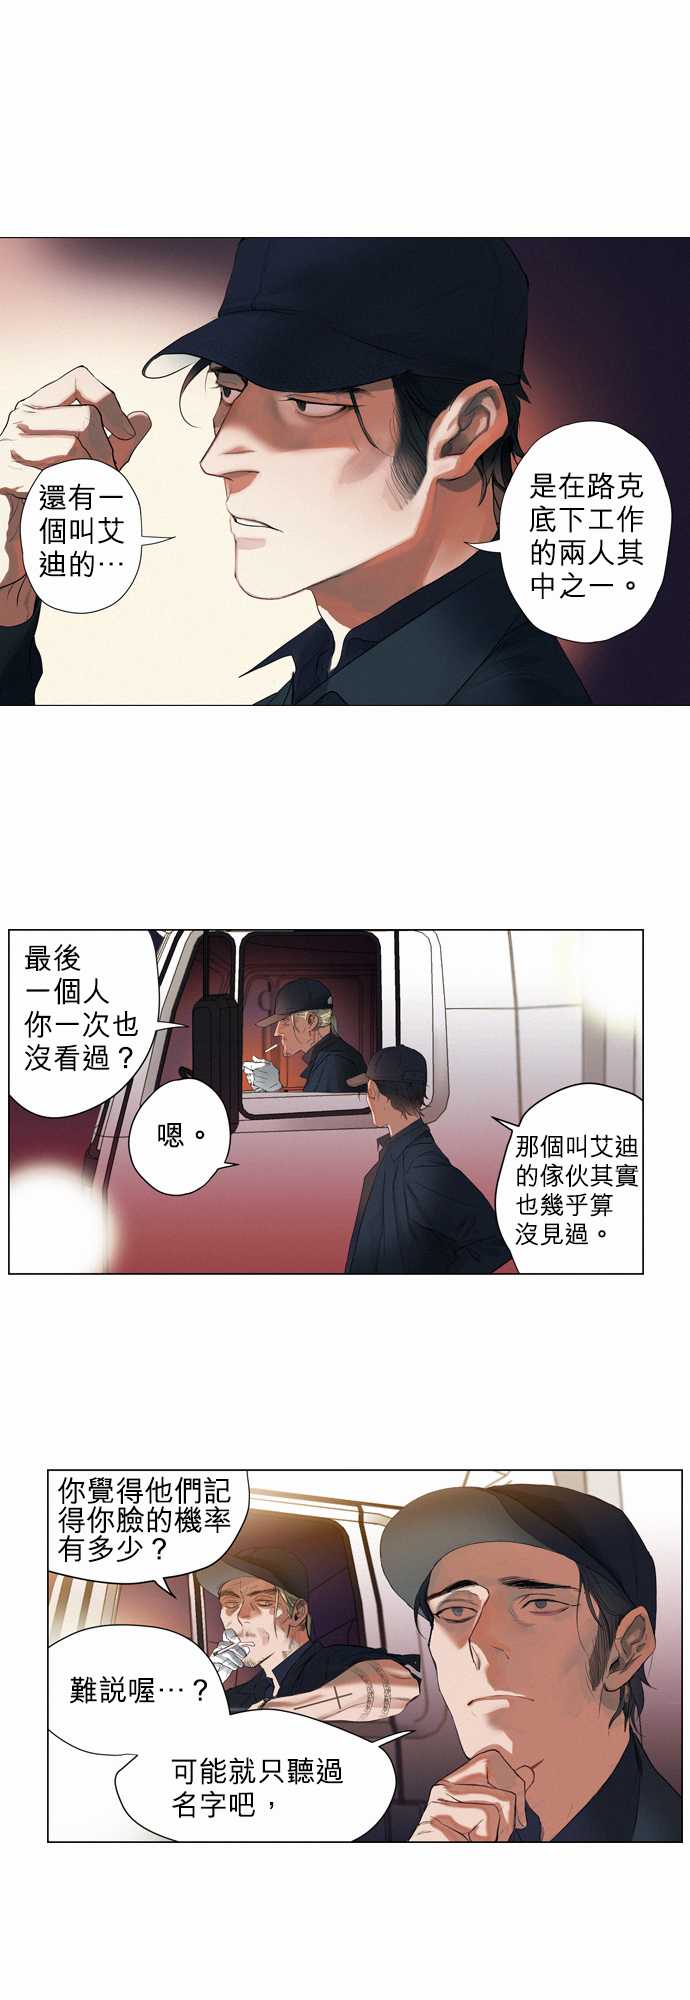 還有一
個叫艾
迪的⋯
是在路克
底下工作
的兩人其
中之一。
最後
一個人
你一次也
沒看過？
嗯。
那個叫艾迪
的傢伙其實
也幾乎算
沒見過。
你覺得他們記
得你臉的機率
有多少？
難説喔⋯？
可能就只聽過
名字吧，